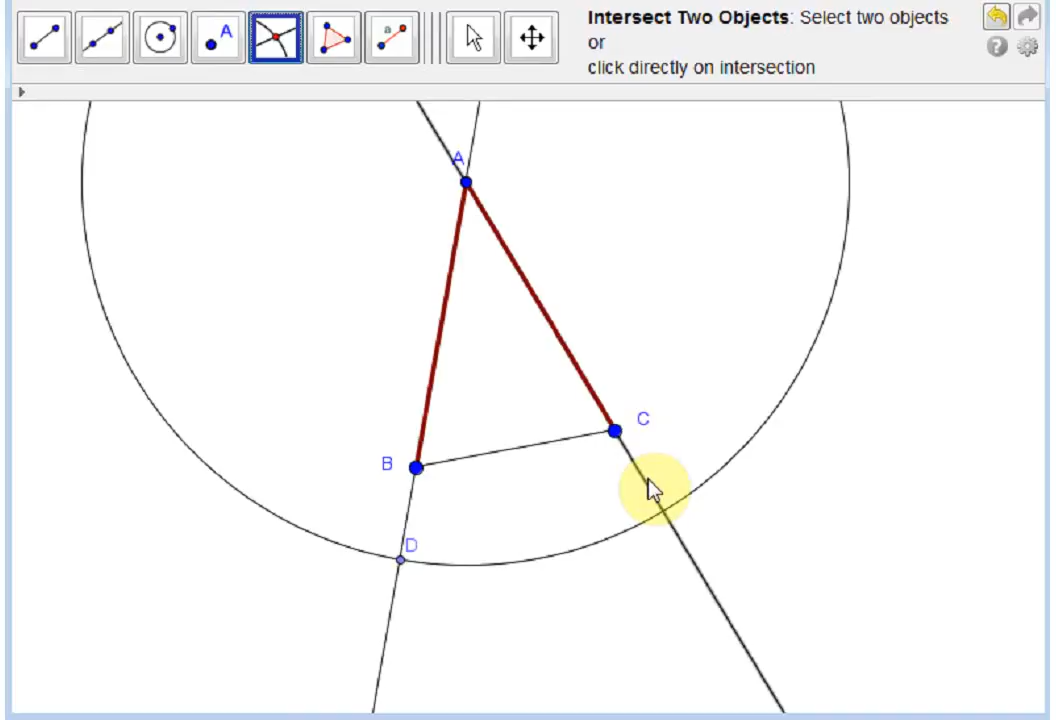 A
a
Intersect Two Objects: Select two objects
or
click directly on intersection
A
C
B
D